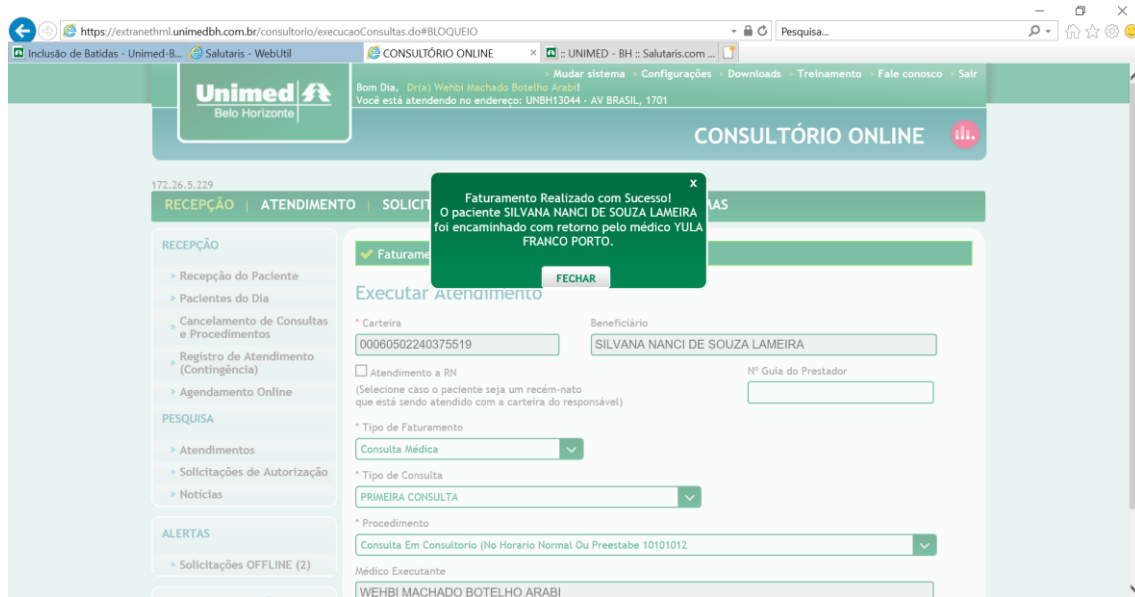 https://extranethml.unimedbh.com.br/consultorio/execucaoConsultas.do#BLOQUEIO
Pesquisa...
Inclusão de Batidas - Unimed-B...
Salutaris - WebUtil
CONSULTÓRIO ONLINE
:: UNIMED - BH :: Salutaris.com ...
» Mudar sistema » Configurações » Downloads » Treinamento » Fale conosco » Sair
Unimed
Belo Horizonte
Bom Dia, Dr(a) Wehbi Machado Botelho Arabi!
Você está atendendo no endereço: UNBH13044 - AV BRASIL, 1701
CONSULTÓRIO ONLINE
172.26.5.229
RECEPÇÃO | ATENDIMENTO | SOLICIT
MAS
x
Faturamento Realizado com Sucesso!
O paciente SILVANA NANCI DE SOUZA LAMEIRA
foi encaminhado com retorno pelo médico YULA
FRANCO PORTO.
FECHAR
RECEPÇÃO
» Recepção do Paciente
» Pacientes do Dia
» Cancelamento de Consultas
e Procedimentos
» Registro de Atendimento
(Contingência)
» Agendamento Online
PESQUISA
» Atendimentos
» Solicitações de Autorização
» Notícias
ALERTAS
» Solicitações OFFLINE (2)
Faturame
Executar Atendimento
* Carteira
Beneficiário
00060502240375519
SILVANA NANCI DE SOUZA LAMEIRA
Atendimento a RN
Nº Guia do Prestador
(Selecione caso o paciente seja um recém-nato
que está sendo atendido com a carteira do responsável)
* Tipo de Faturamento
Consulta Médica
* Tipo de Consulta
PRIMEIRA CONSULTA
* Procedimento
Consulta Em Consultorio (No Horario Normal Ou Preestabe 10101012
Médico Executante
WEHBI MACHADO BOTELHO ARABI